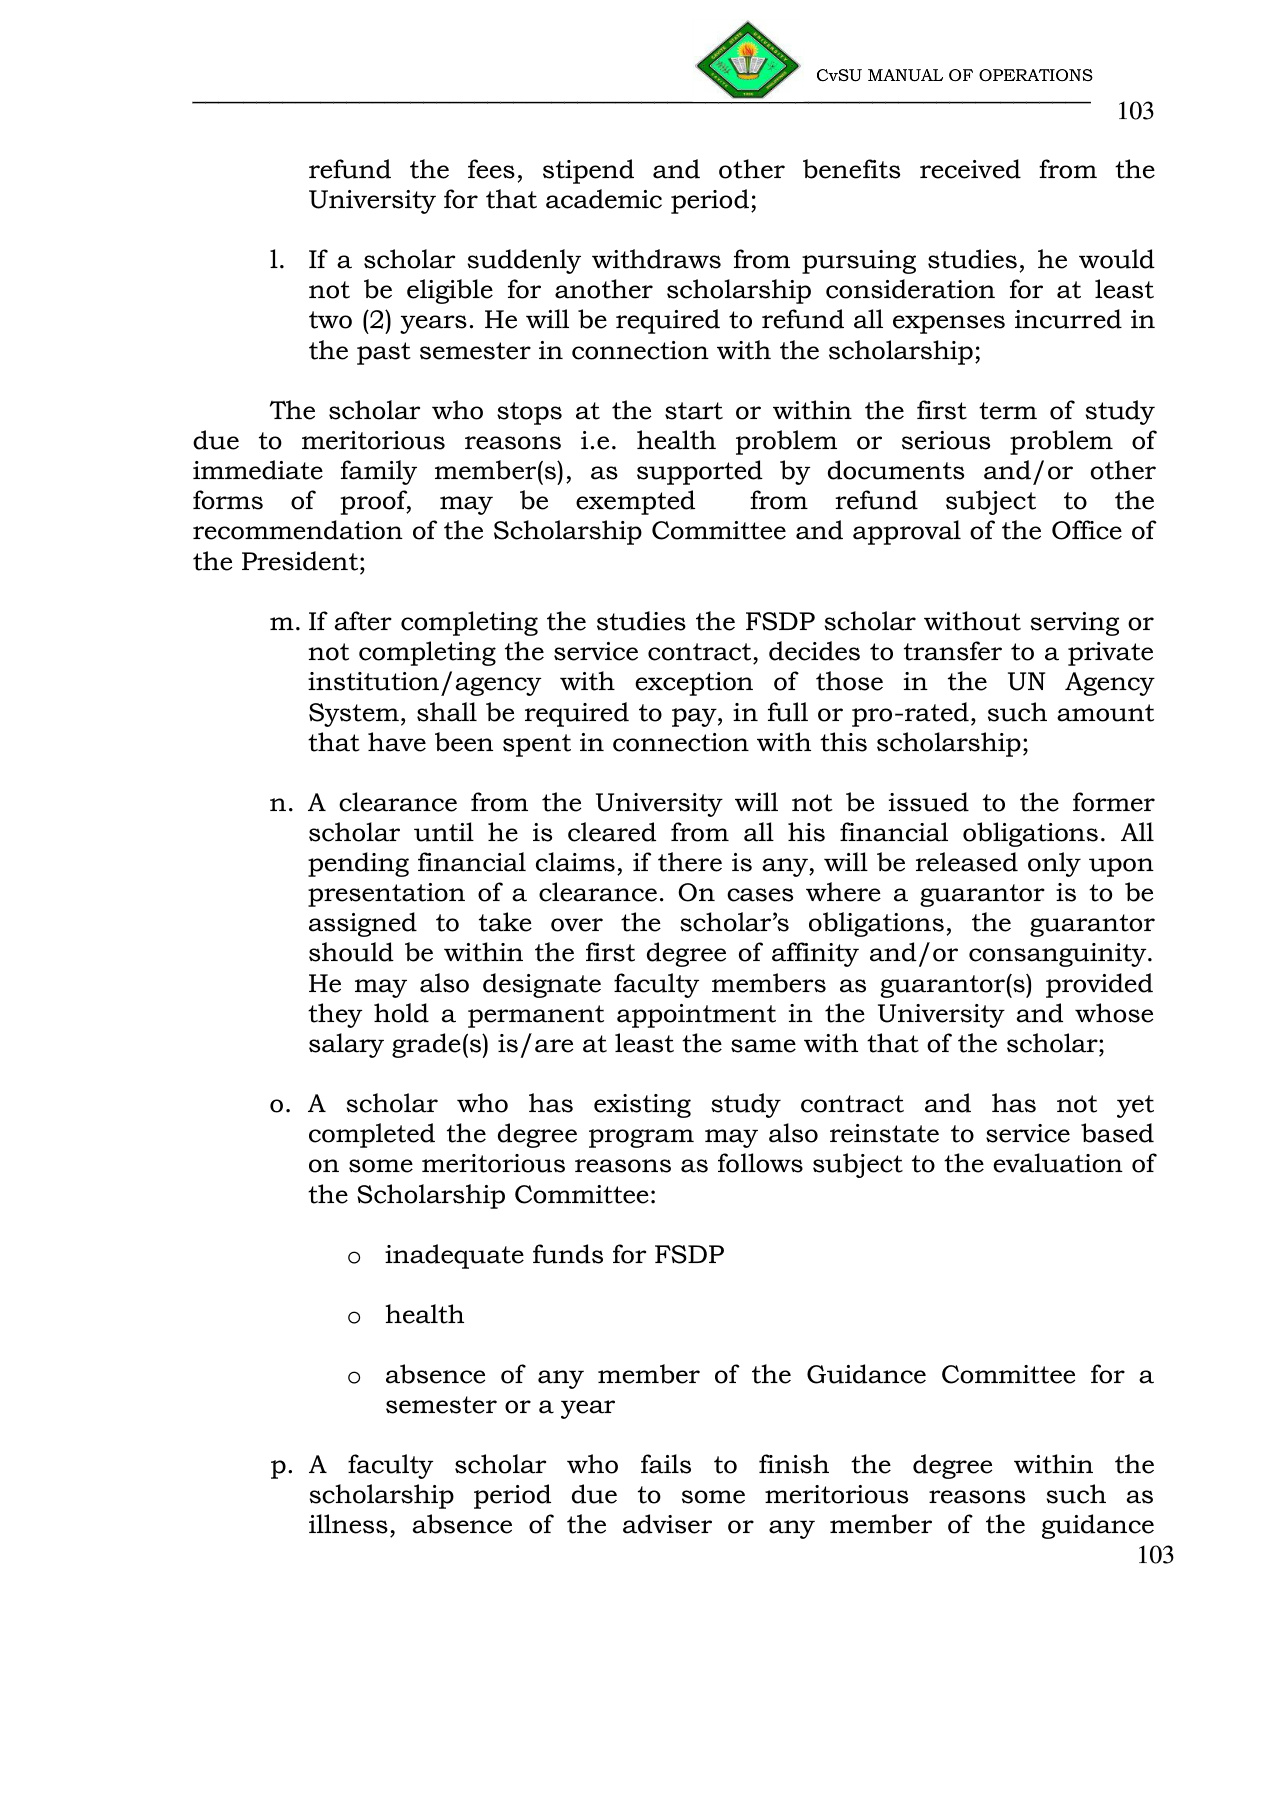 CvSU MANUAL OF OPERATIONS
103
refund the fees, stipend and other benefits received from the
University for that academic period;
l. If a scholar suddenly withdraws from pursuing studies, he would
not be eligible for another scholarship consideration for at least
two (2) years. He will be required to refund all expenses incurred in
the past semester in connection with the scholarship;
The scholar who stops at the start or within the first term of study
due to meritorious reasons i.e. health problem or serious problem of
immediate family member(s), as supported by documents and/or other
forms of proof, may be exempted from refund subject to the
recommendation of the Scholarship Committee and approval of the Office of
the President;
m. If after completing the studies the FSDP scholar without serving or
not completing the service contract, decides to transfer to a private
institution/agency with exception of those in the UN Agency
System, shall be required to pay, in full or pro-rated, such amount
that have been spent in connection with this scholarship;
n. A clearance from the University will not be issued to the former
scholar until he is cleared from all his financial obligations. All
pending financial claims, if there is any, will be released only upon
presentation of a clearance. On cases where a guarantor is to be
assigned to take over the scholar’s obligations, the guarantor
should be within the first degree of affinity and/or consanguinity.
He may also designate faculty members as guarantor(s) provided
they hold a permanent appointment in the University and whose
salary grade(s) is/are at least the same with that of the scholar;
o. A scholar who has existing study contract and has not yet
completed the degree program may also reinstate to service based
on some meritorious reasons as follows subject to the evaluation of
the Scholarship Committee:
o inadequate funds for FSDP
o health
o absence of any member of the Guidance Committee for a
semester or a year
p. A faculty scholar who fails to finish the degree within the
scholarship period due to some meritorious reasons such as
illness, absence of the adviser or any member of the guidance
103